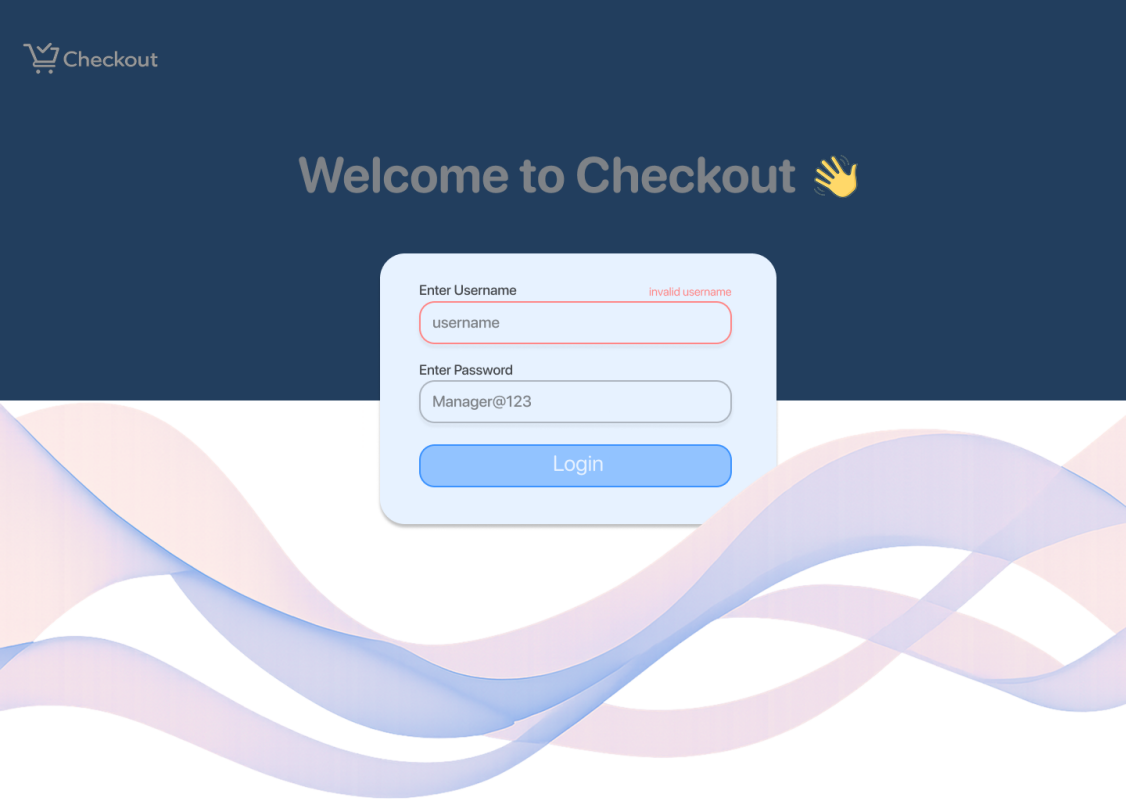 Checkout
Welcome to Checkout 👋
Enter Username
invalid username
username
Enter Password
Manager@123
Login